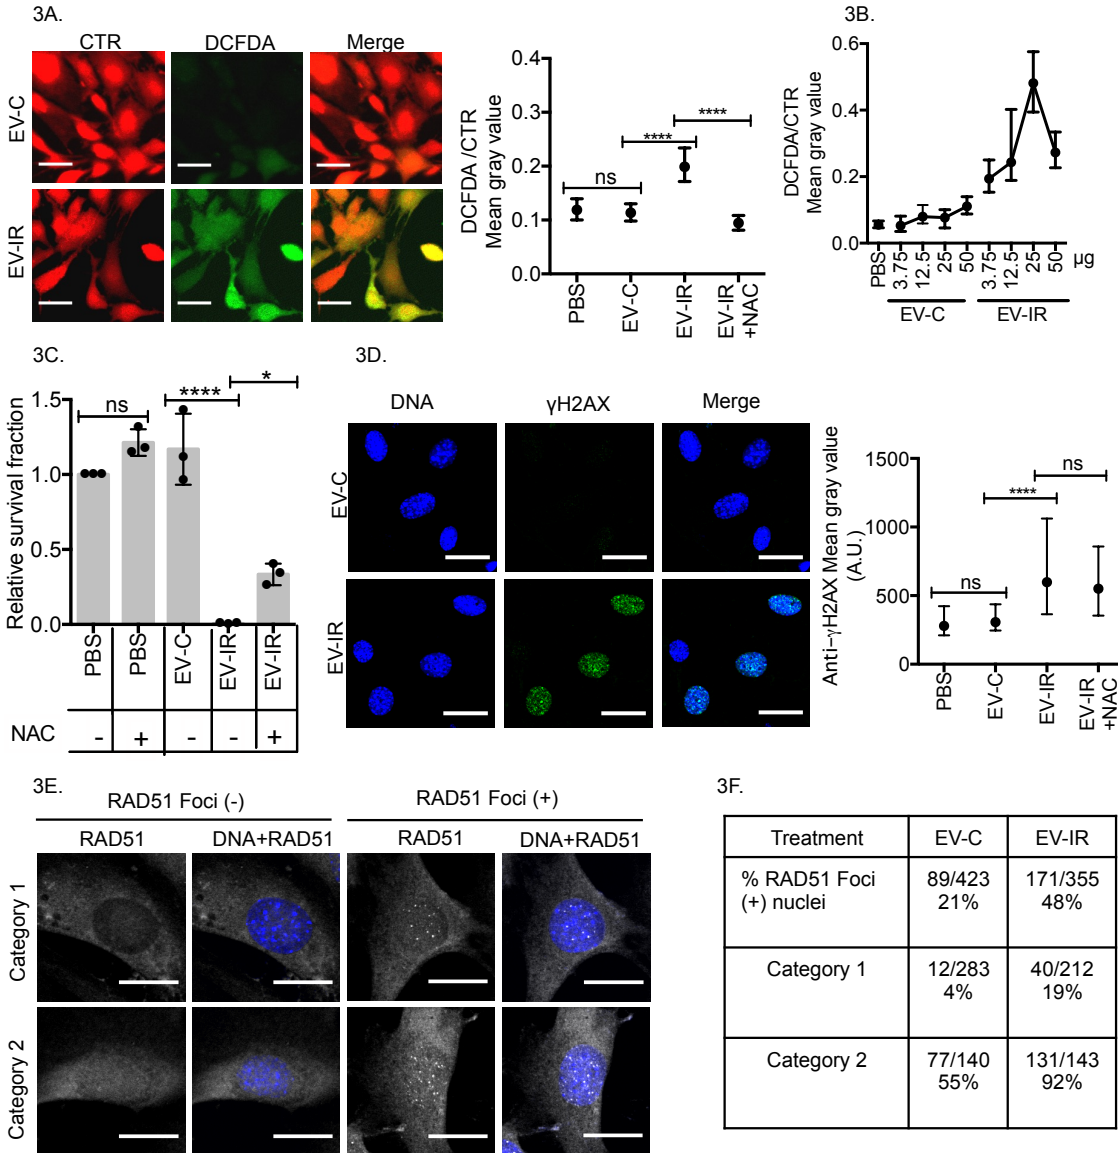 3A.
CTR DCFDA Merge
EV-C
EV-IR
DCFDA /CTR
Mean gray value
0.4
0.3
0.2
0.1
0.0
ns
****
****
PBS
EV-C
EV-IR
EV-IR
+NAC
3B.
DCFDA/CTR
Mean gray value
0.6
0.4
0.2
0.0
PBS
3.75
12.5
25
50
3.75
12.5
25
50
µg
EV-C EV-IR
3C.
Relative survival fraction
1.5
1.0
0.5
0.0
ns
****
*
PBS
PBS
EV-C
EV-IR
EV-IR
NAC - + - - +
3D.
DNA γH2AX Merge
EV-C
EV-IR
Anti–γH2AX Mean gray value
(A.U.)
1500
1000
500
0
ns
****
ns
PBS
EV-C
EV-IR
EV-IR
+NAC
3E.
RAD51 Foci (-) RAD51 Foci (+)
RAD51 DNA+RAD51 RAD51 DNA+RAD51
Category 1
Category 2
3F.
Treatment EV-C EV-IR
% RAD51 Foci 89/423 171/355
(+) nuclei 21% 48%
Category 1 12/283 40/212
4% 19%
Category 2 77/140 131/143
55% 92%